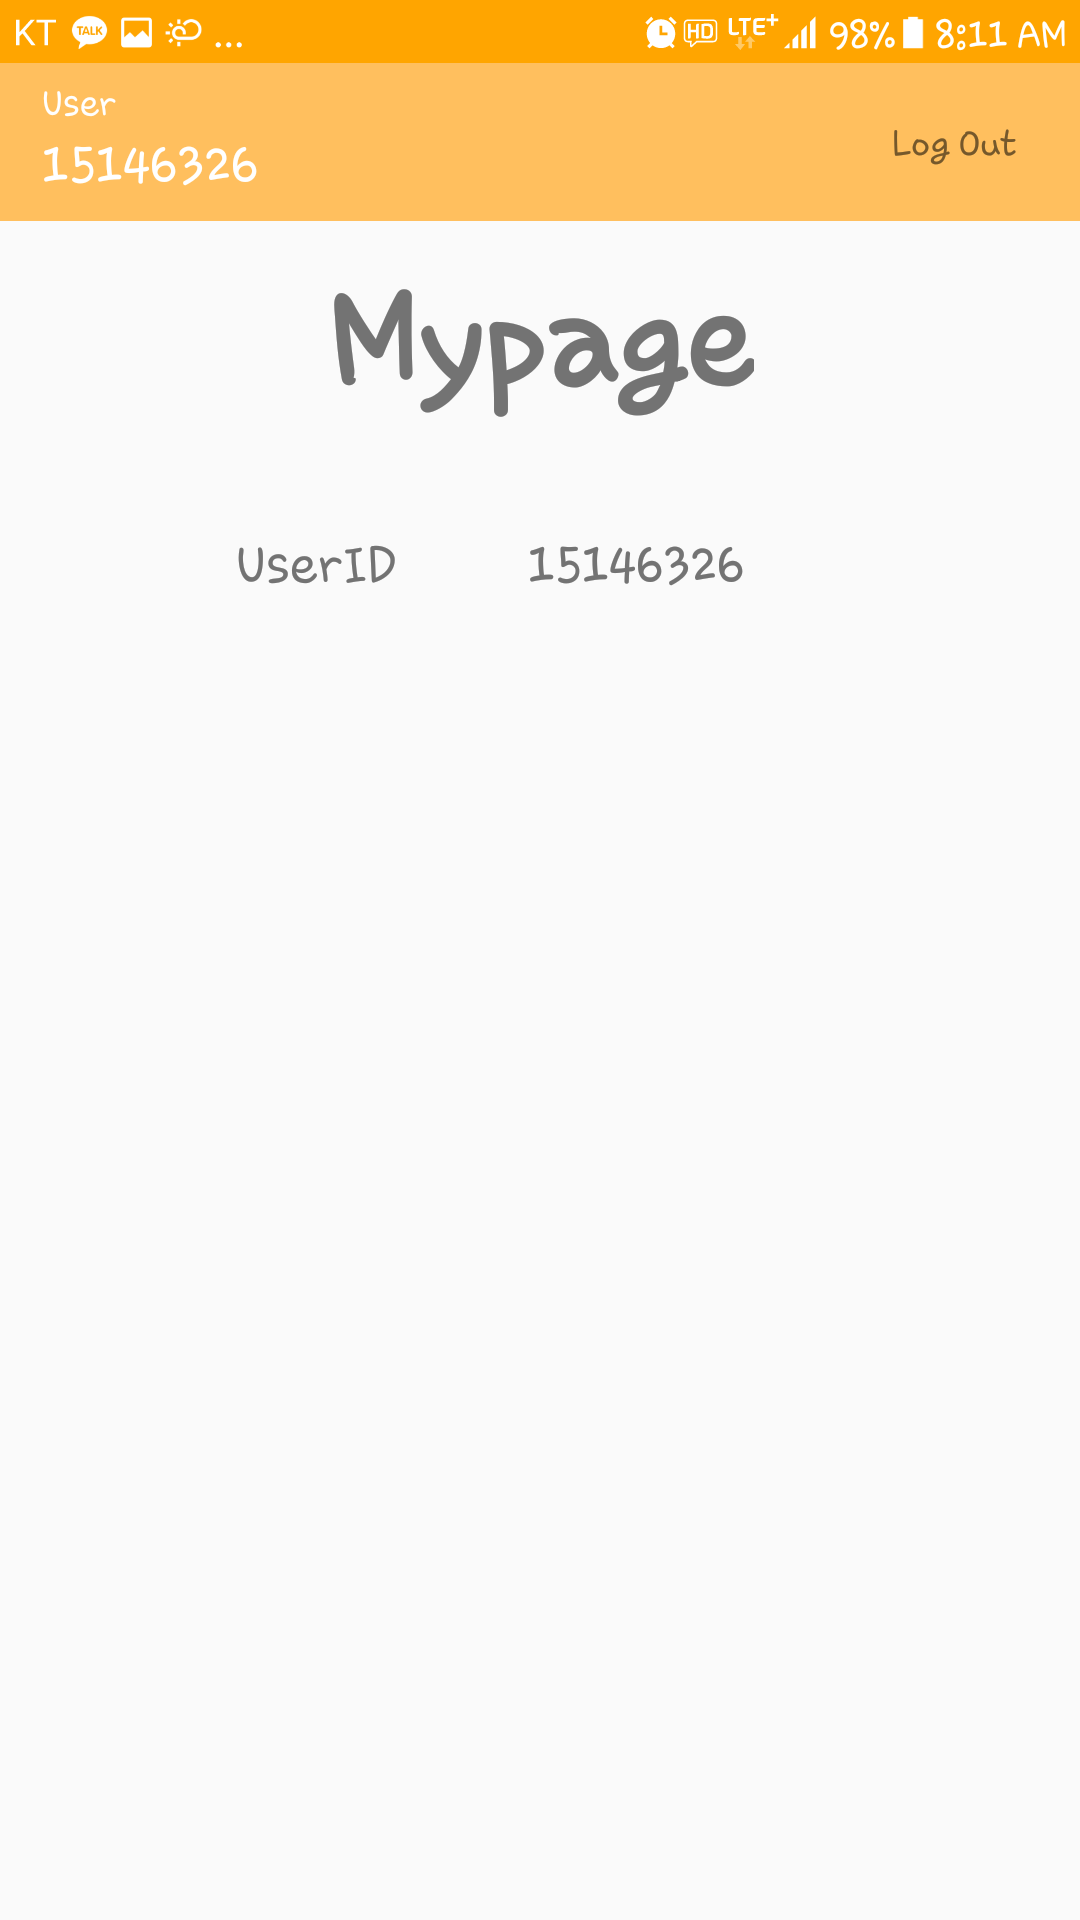 KT TALK ... HD LTE+ 98% 8:11 AM
User
15146326
Log Out
Mypage
UserID 15146326